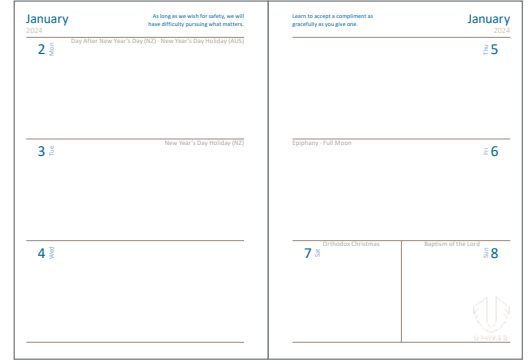 January
2024
As long as we wish for safety, we will
have difficulty pursuing what matters.
Day After New Year's Day (NZ) - New Year's Day Holiday (AUS)
2 Mon
New Year's Day Holiday (NZ)
3 Tue
4 Wed
Learn to accept a compliment as
gracefully as you give one.
January
2024
Thu 5
Epiphany - Full Moon
Fri 6
Orthodox Christmas
7 Sat
Baptism of the Lord
Sun 8